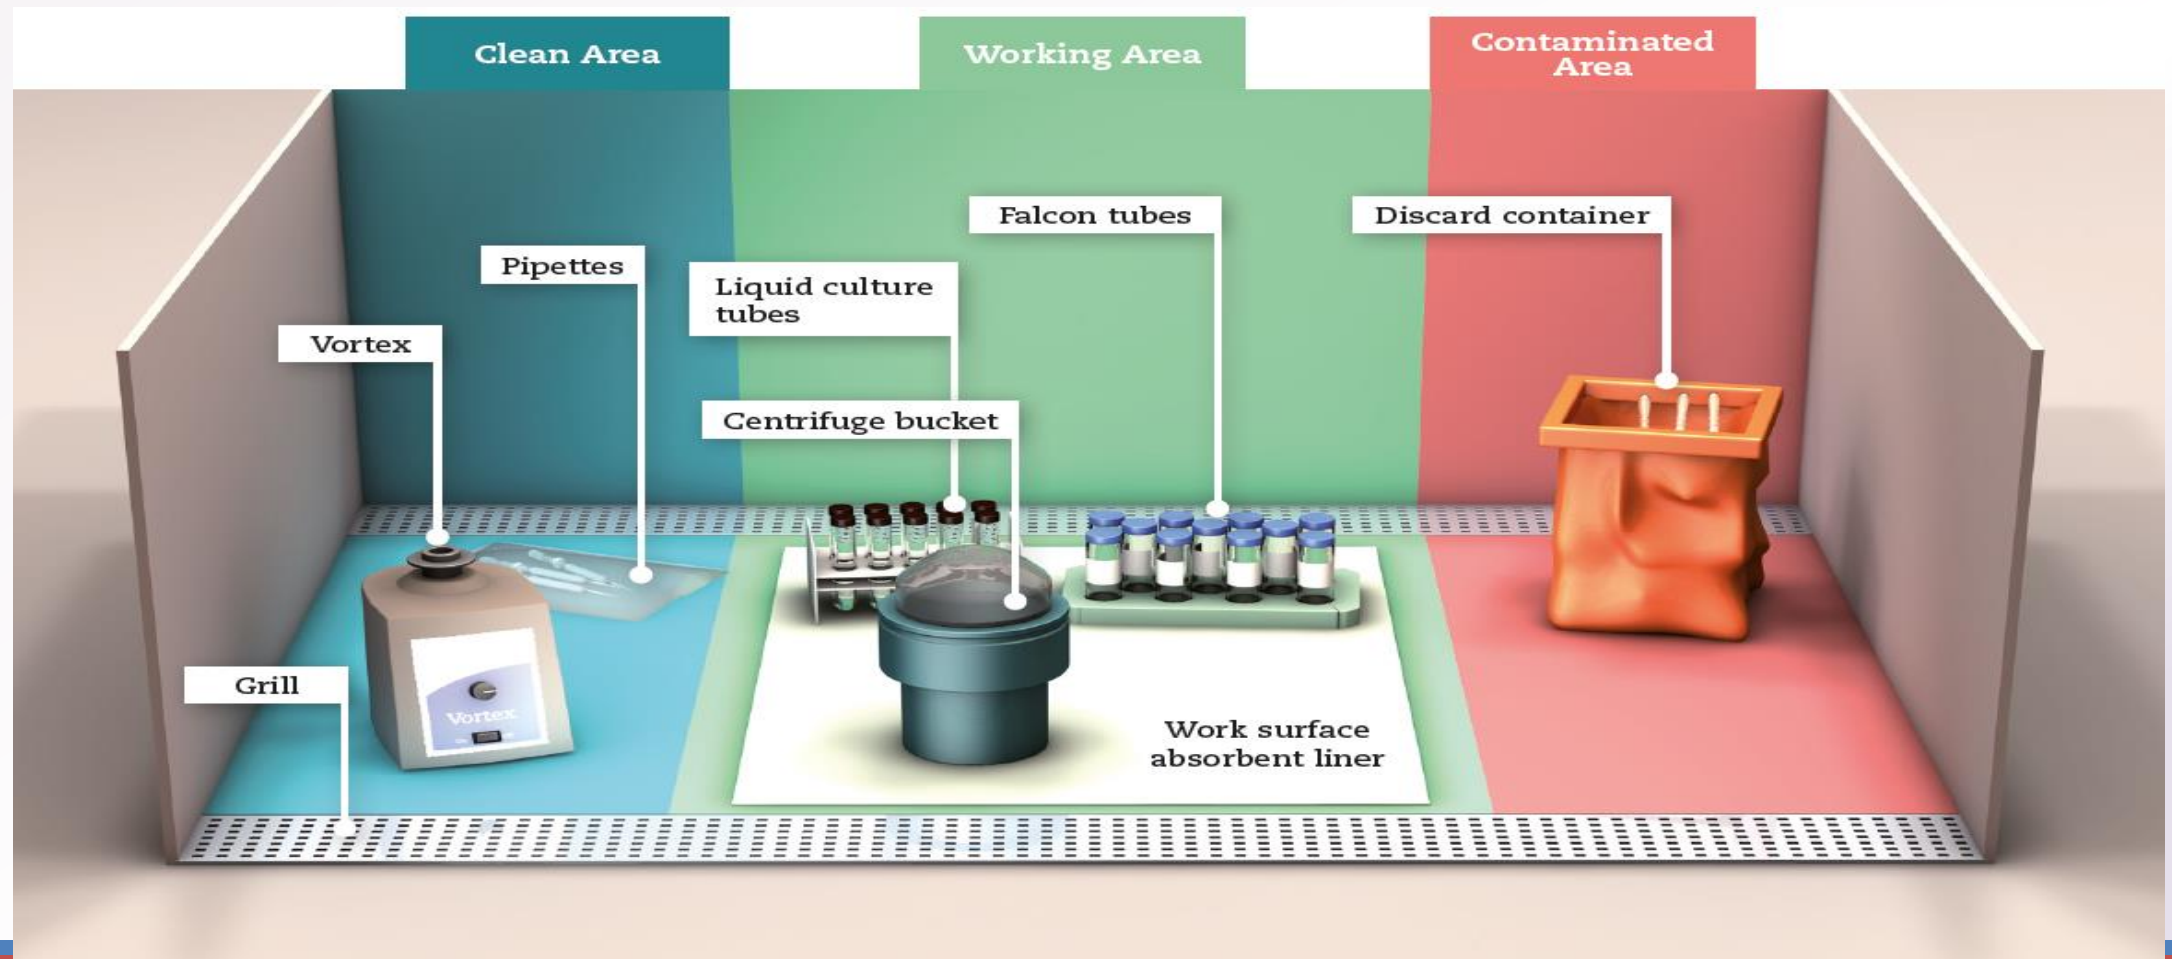 Clean Area
Working Area
Contaminated
Area
Falcon tubes
Discard container
Pipettes
Liquid culture
tubes
Vortex
Centrifuge bucket
Grill
Vortex
Work surface
absorbent liner